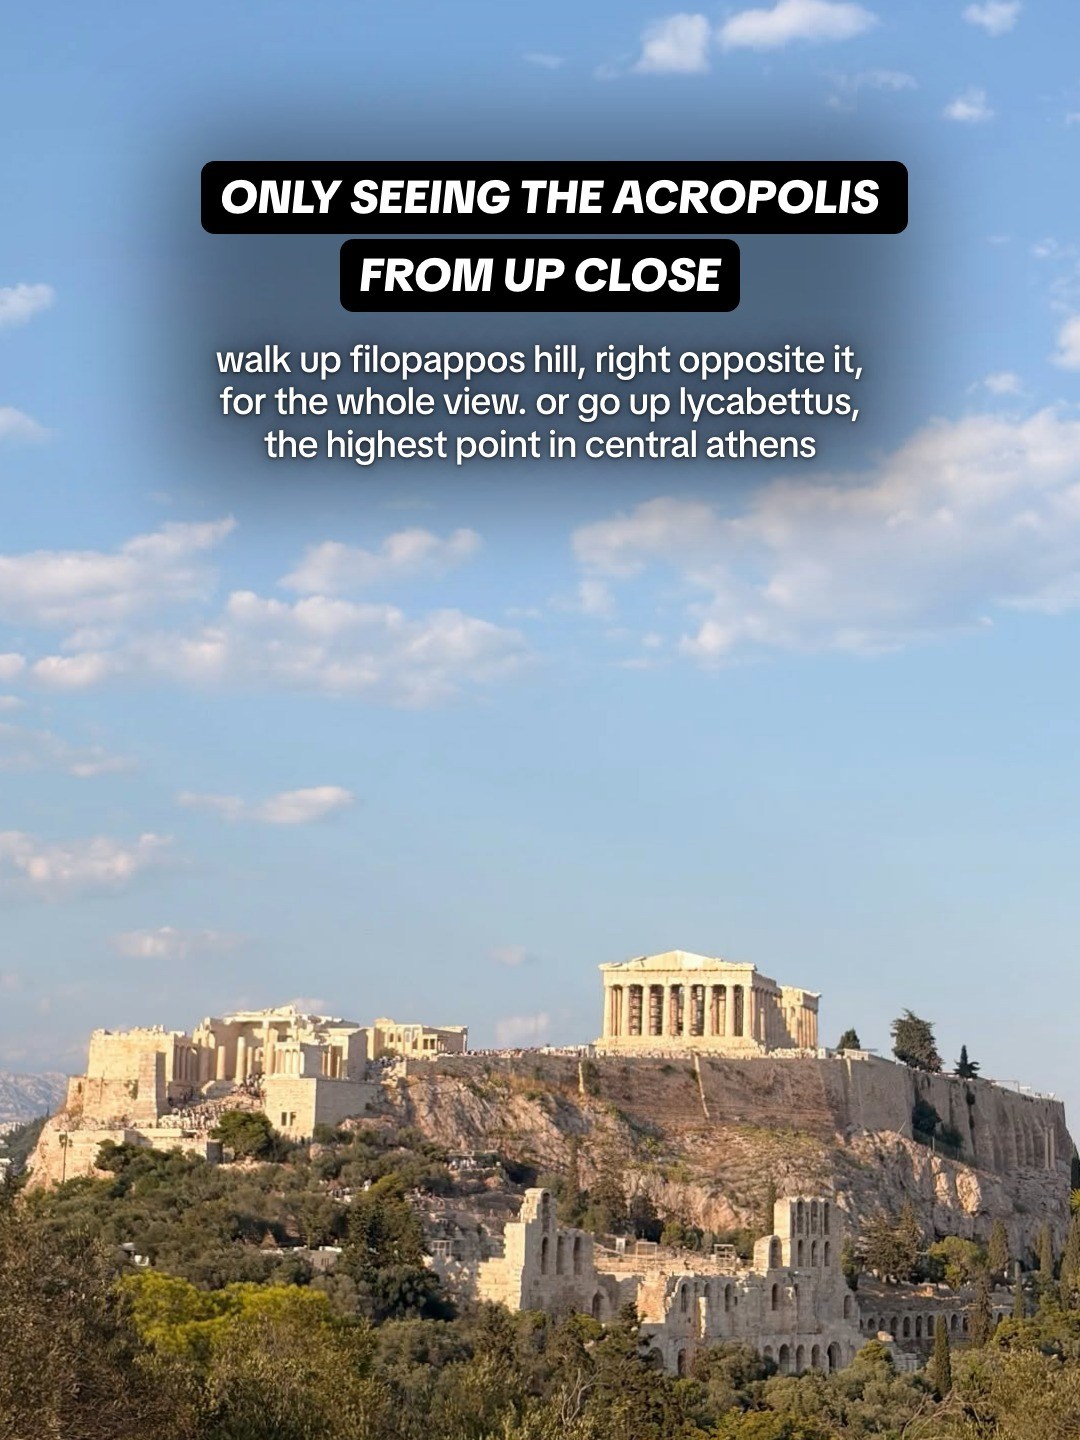 ONLY SEEING THE ACROPOLIS
FROM UP CLOSE
walk up filopappos hill, right opposite it,
for the whole view. or go up lycabettus,
the highest point in central athens